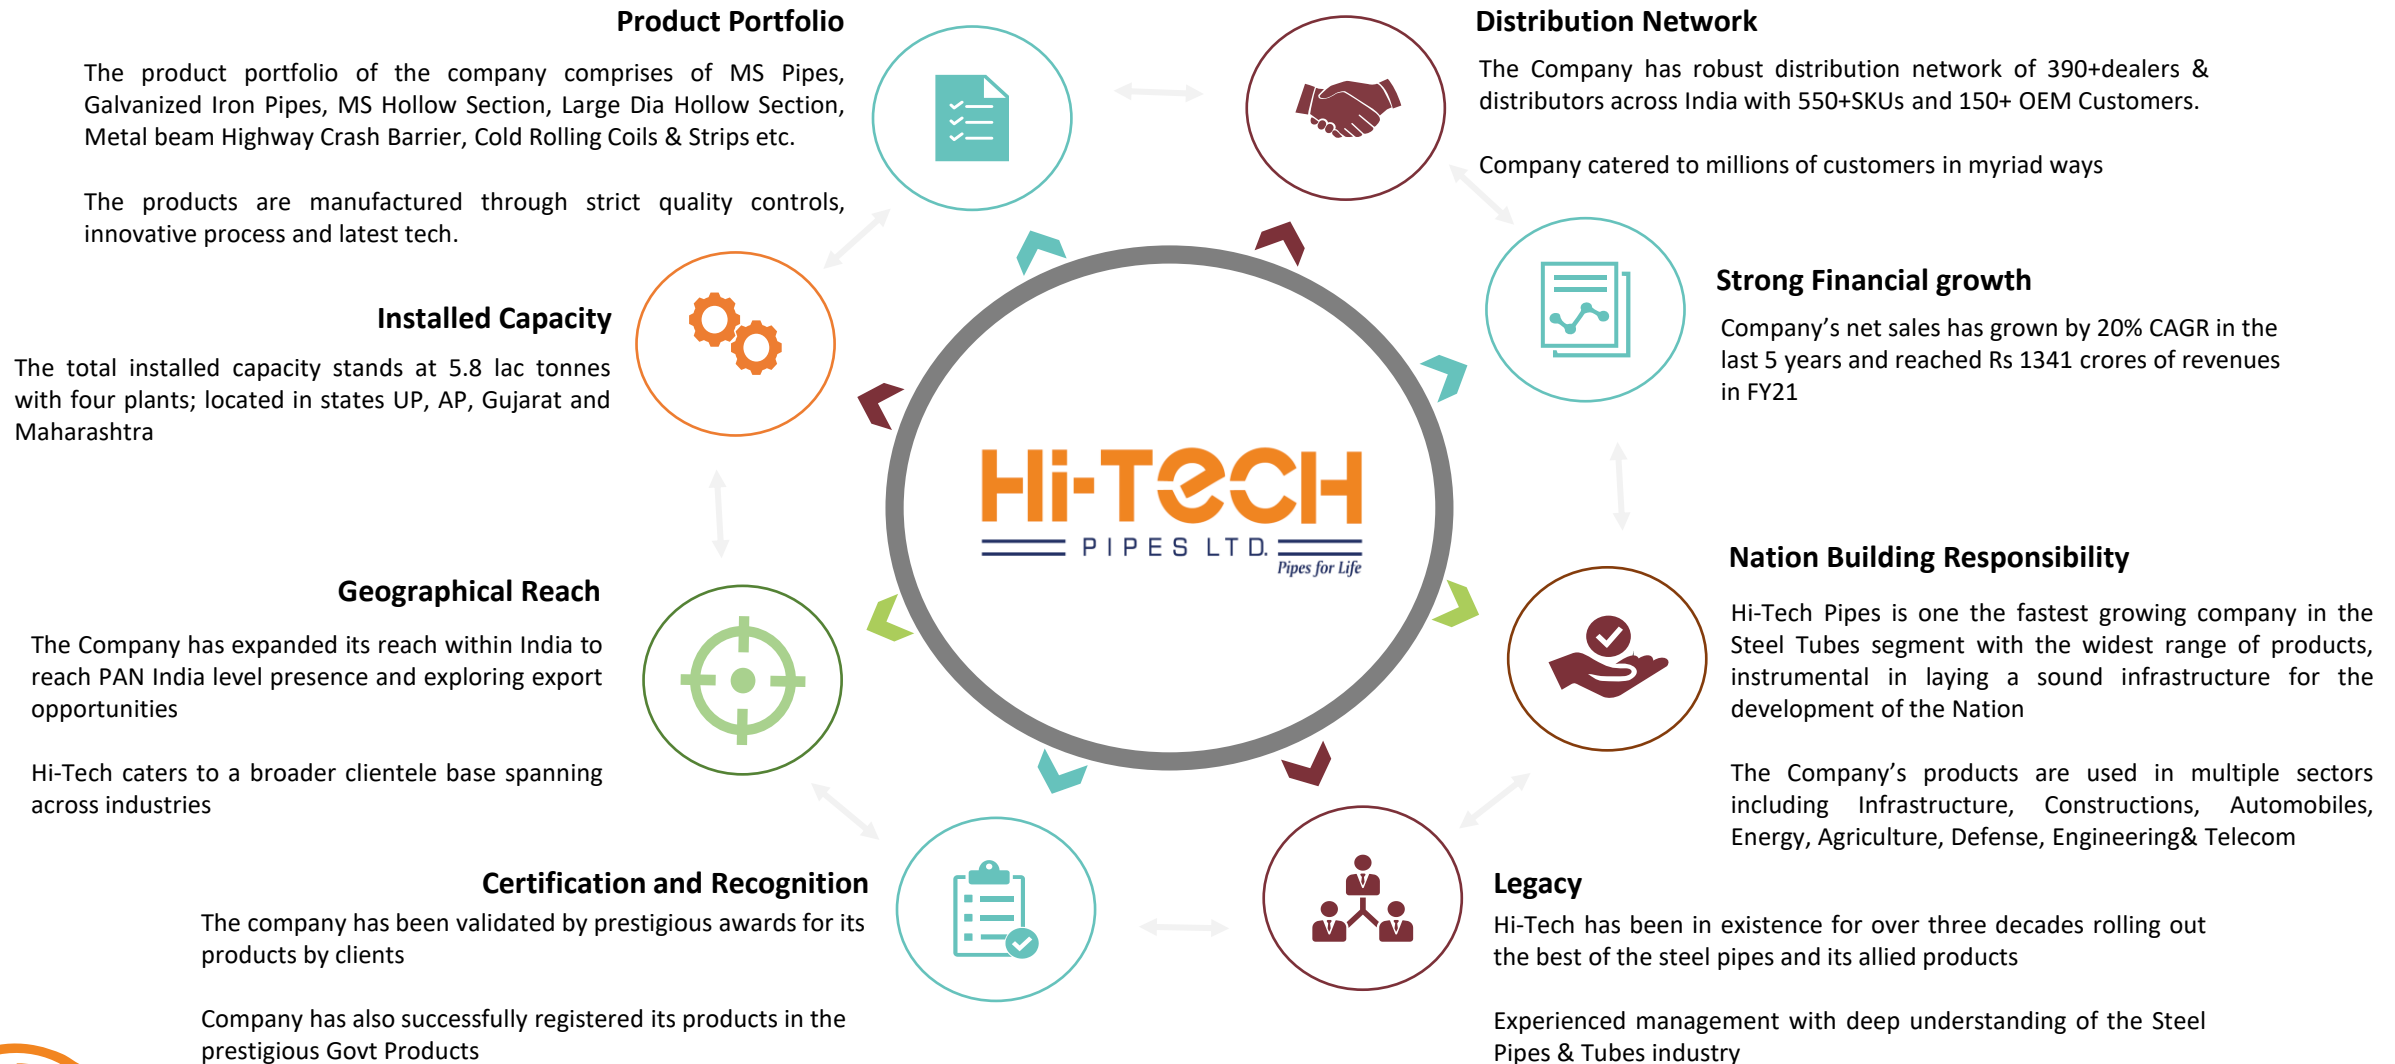 Product Portfolio
The product portfolio of the company comprises of MS Pipes,
Galvanized Iron Pipes, MS Hollow Section, Large Dia Hollow Section,
Metal beam Highway Crash Barrier, Cold Rolling Coils & Strips etc.
The products are manufactured through strict quality controls,
innovative process and latest tech.
Distribution Network
The Company has robust distribution network of 390+dealers &
distributors across India with 550+SKUs and 150+ OEM Customers.
Company catered to millions of customers in myriad ways
Installed Capacity
The total installed capacity stands at 5.8 lac tonnes
with four plants; located in states UP, AP, Gujarat and
Maharashtra
Strong Financial growth
Company’s net sales has grown by 20% CAGR in the
last 5 years and reached Rs 1341 crores of revenues
in FY21
Hi-TECH
PIPES LTD.
Pipes for Life
Geographical Reach
The Company has expanded its reach within India to
reach PAN India level presence and exploring export
opportunities
Hi-Tech caters to a broader clientele base spanning
across industries
Nation Building Responsibility
Hi-Tech Pipes is one the fastest growing company in the
Steel Tubes segment with the widest range of products,
instrumental in laying a sound infrastructure for the
development of the Nation
The Company’s products are used in multiple sectors
including Infrastructure, Constructions, Automobiles,
Energy, Agriculture, Defense, Engineering& Telecom
Certification and Recognition
The company has been validated by prestigious awards for its
products by clients
Company has also successfully registered its products in the
prestigious Govt Products
Legacy
Hi-Tech has been in existence for over three decades rolling out
the best of the steel pipes and its allied products
Experienced management with deep understanding of the Steel
Pipes & Tubes industry